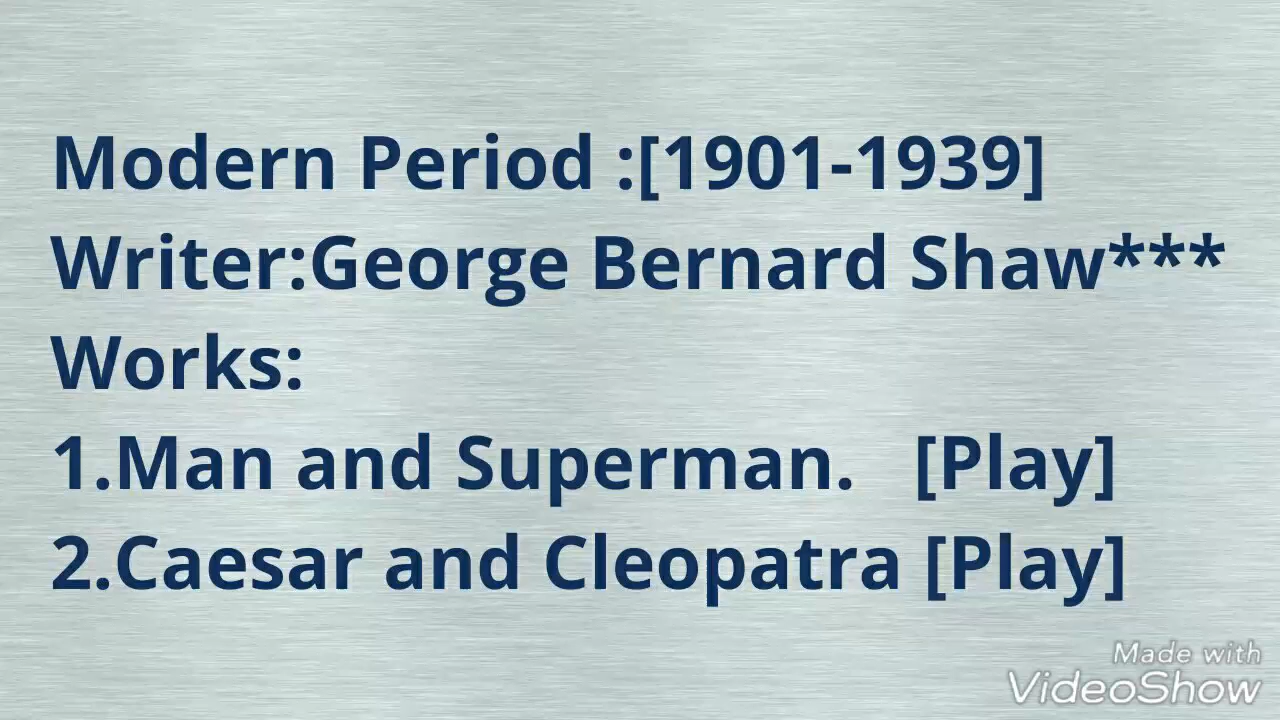 Modern Period :[1901-1939]
Writer:George Bernard Shaw***
Works:
1.Man and Superman.   [Play]
2.Caesar and Cleopatra [Play]
Made with
VideoShow